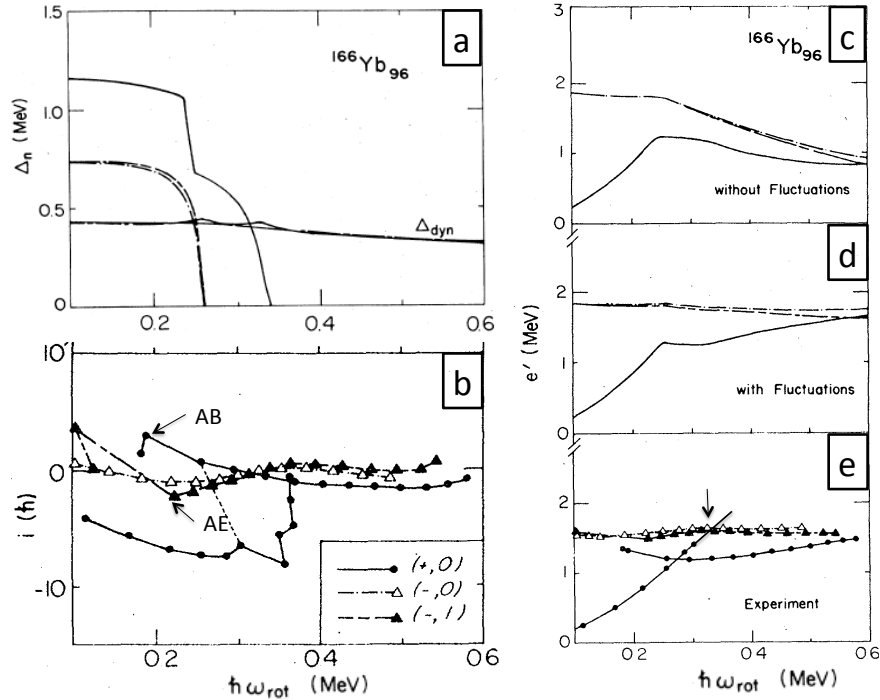 1.5
1.0
0.5
0
Δn (MeV)
166Yb96
a
Δdyn
0.2
0.4
0.6
10
0
-10
i (ħ)
b
AB
AE
(+,0)
(-,0)
(-,1)
0.2
0.4
0.6
ħωrot (MeV)
3
2
1
0
166Yb96
c
without Fluctuations
2
1
0
e' (MeV)
d
with Fluctuations
2
1
0
e
Experiment
0.2
0.4
0.6
ħωrot (MeV)